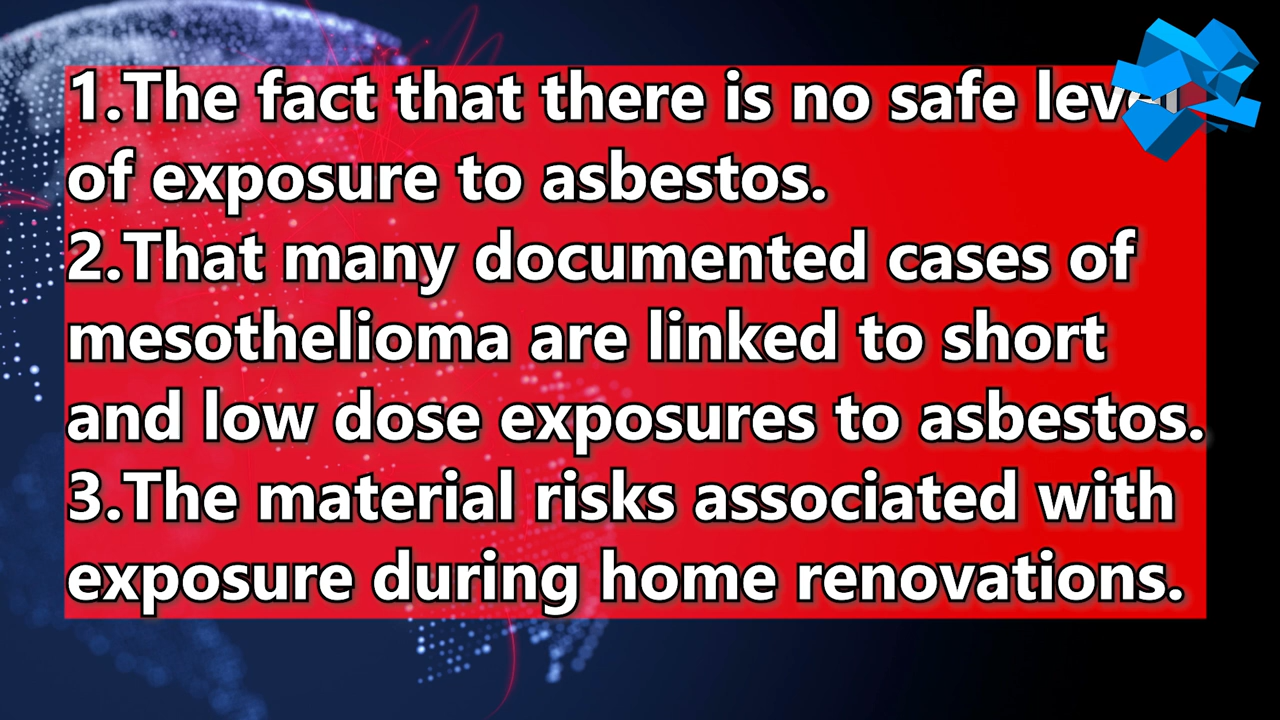 1.The fact that there is no safe level
of exposure to asbestos.
2.That many documented cases of
mesothelioma are linked to short
and low dose exposures to asbestos.
3.The material risks associated with
exposure during home renovations.